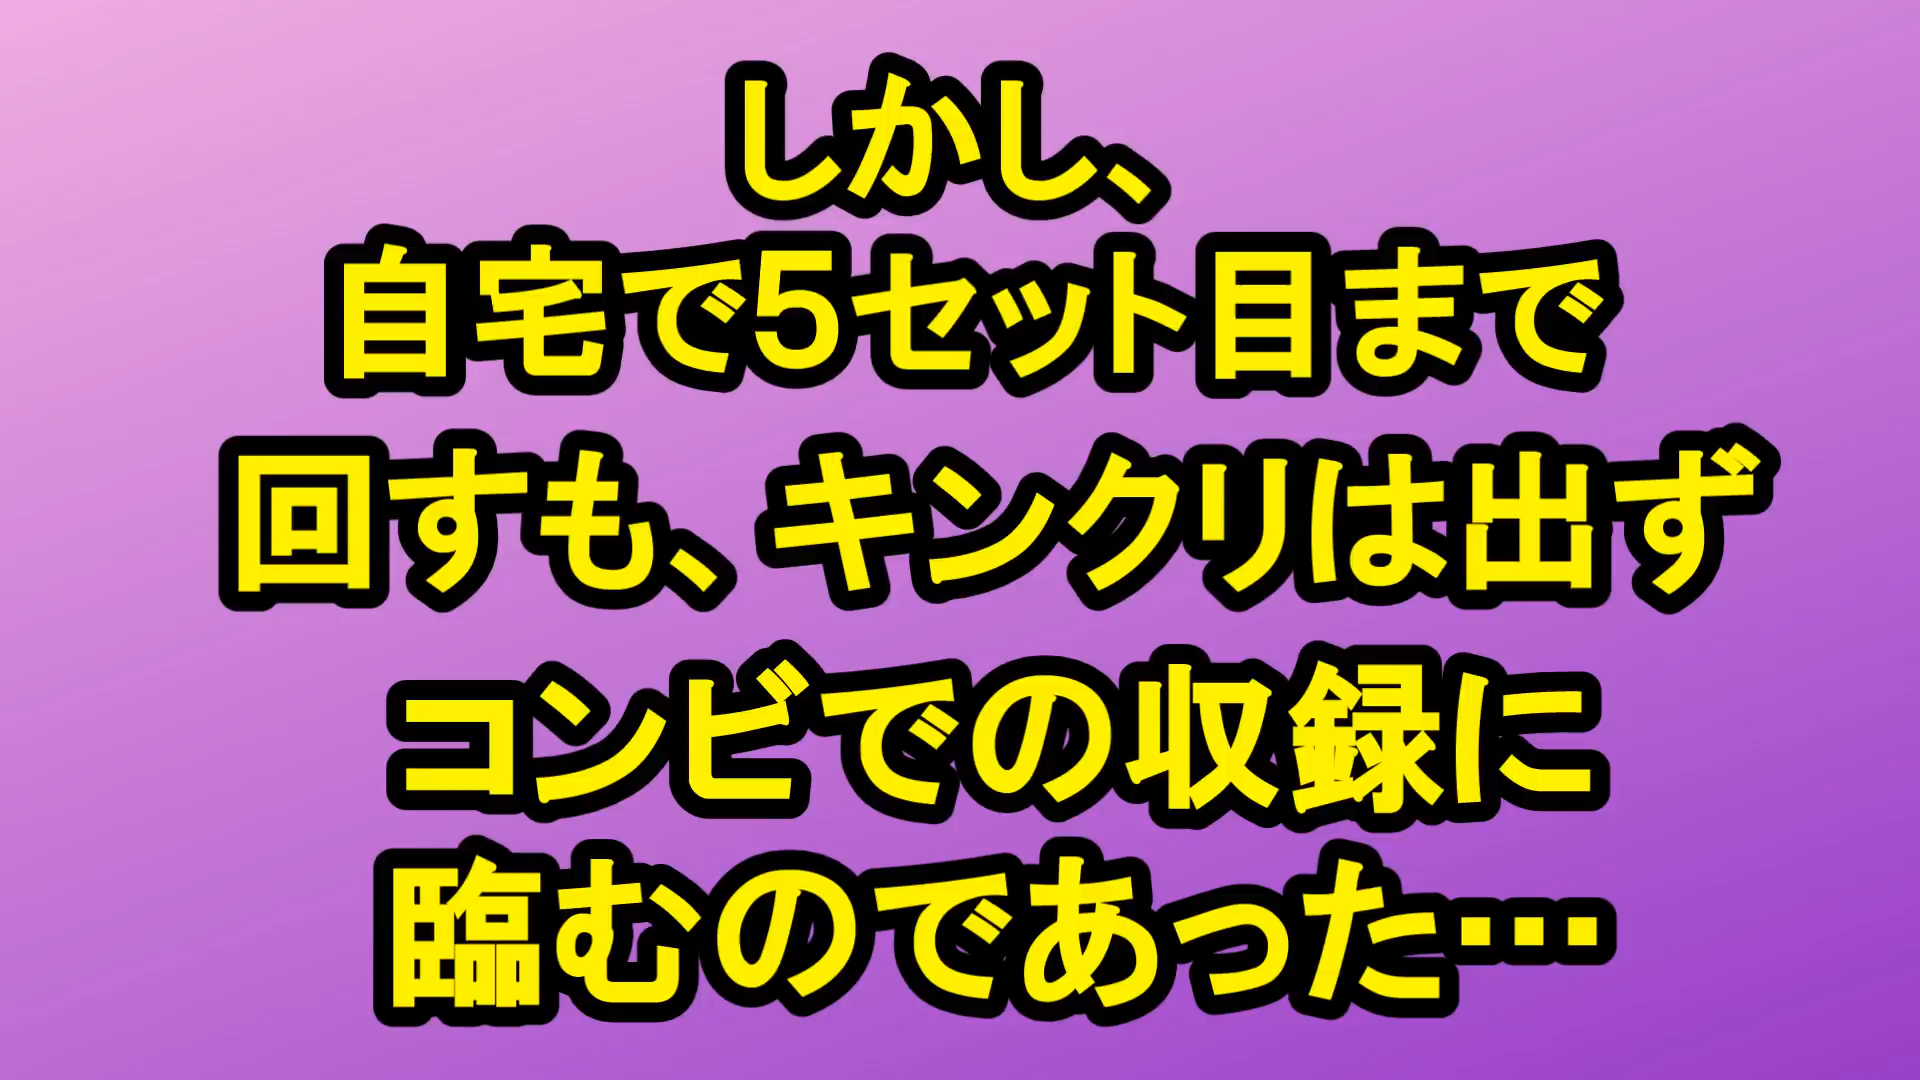 しかし、
自宅で5セット目まで
回すも、キンクリは出ず
コンビでの収録に
臨むのであった…